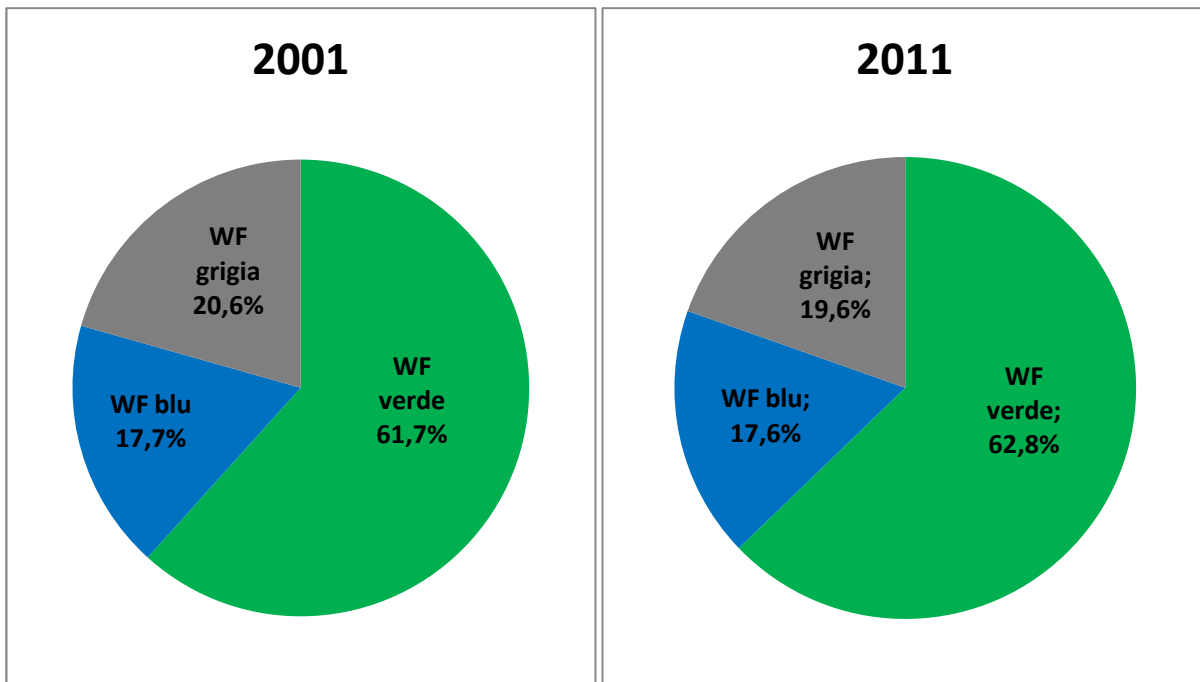 2001
WF
grigia
20,6%
WF blu
17,7%
WF
verde
61,7%
2011
WF
grigia;
19,6%
WF blu;
17,6%
WF
verde;
62,8%